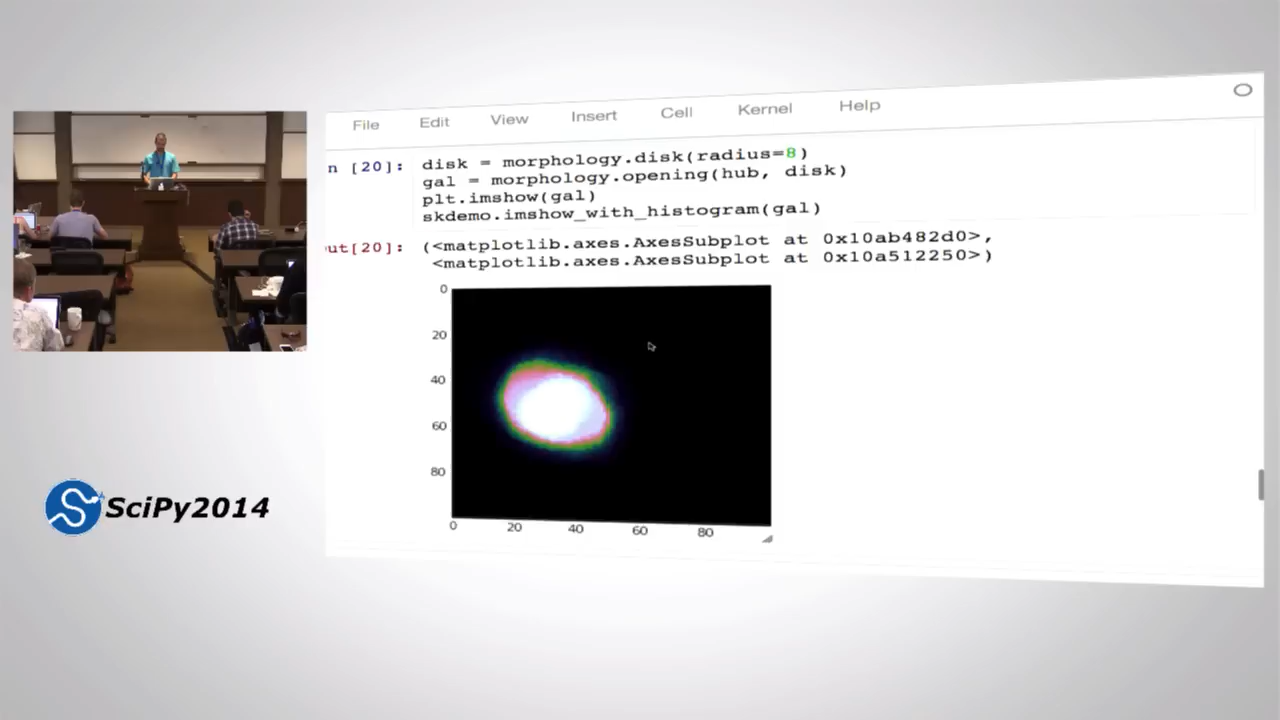 File Edit View Insert Cell Kernel Help
n [20]: disk = morphology.disk(radius=8)
gal = morphology.opening(hub, disk)
plt.imshow(gal)
skdemo.imshow_with_histogram(gal)
ut[20]: (<matplotlib.axes.AxesSubplot at 0x10ab482d0>,
<matplotlib.axes.AxesSubplot at 0x10a512250>)
0
20
40
60
80
0 20 40 60 80
SciPy2014